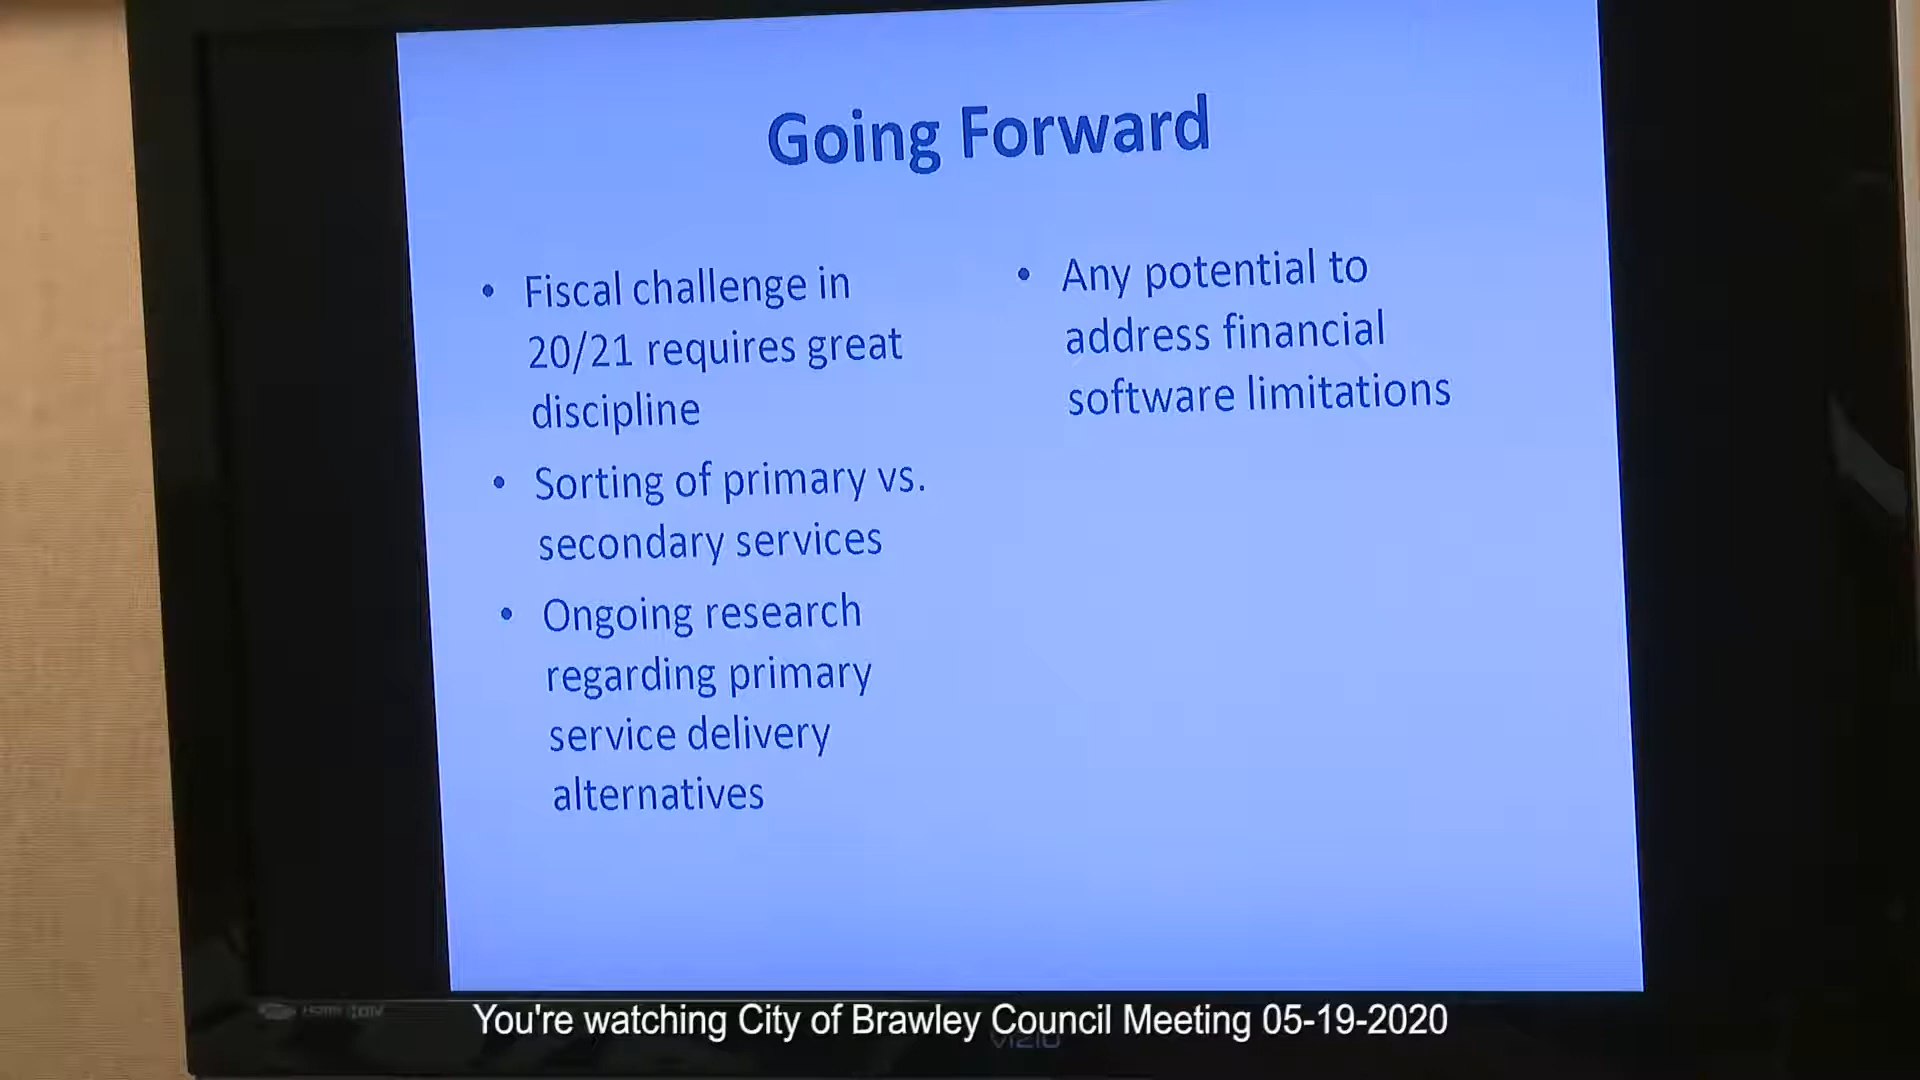 Going Forward
• Fiscal challenge in
20/21 requires great
discipline
• Sorting of primary vs.
secondary services
• Ongoing research
regarding primary
service delivery
alternatives
• Any potential to
address financial
software limitations
You're watching City of Brawley Council Meeting 05-19-2020
VIZIO